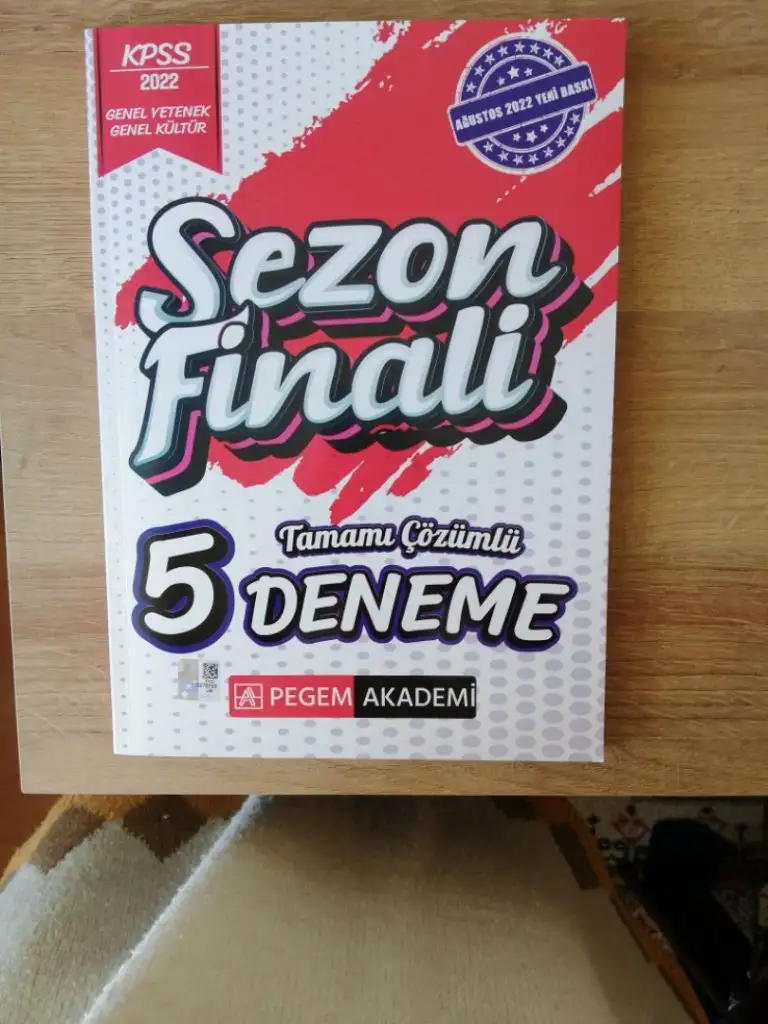 KPSS
2022
GENEL YETENEK
GENEL KÜLTÜR
AĞUSTOS 2022 YENİ BASKI
Sezon
Finali
5
Tamamı Çözümlü
DENEME
PEGEM AKADEMİ